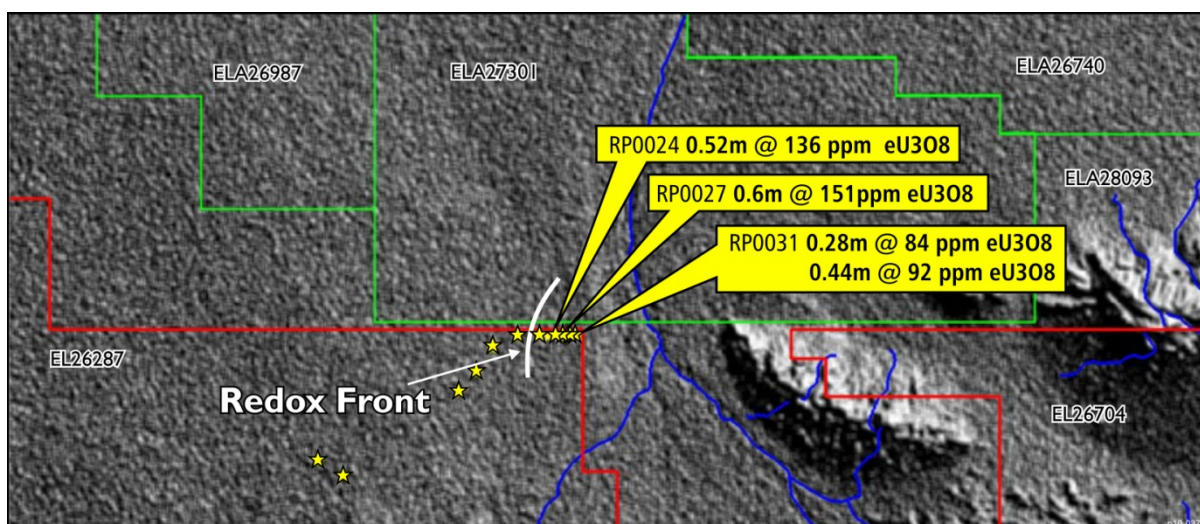 ELA26987
ELA27301
ELA26740
RP0024 0.52m @ 136 ppm eU3O8
ELA28093
RP0027 0.6m @ 151ppm eU3O8
RP0031 0.28m @ 84 ppm eU3O8
0.44m @ 92 ppm eU3O8
EL26287
Redox Front
EL26704